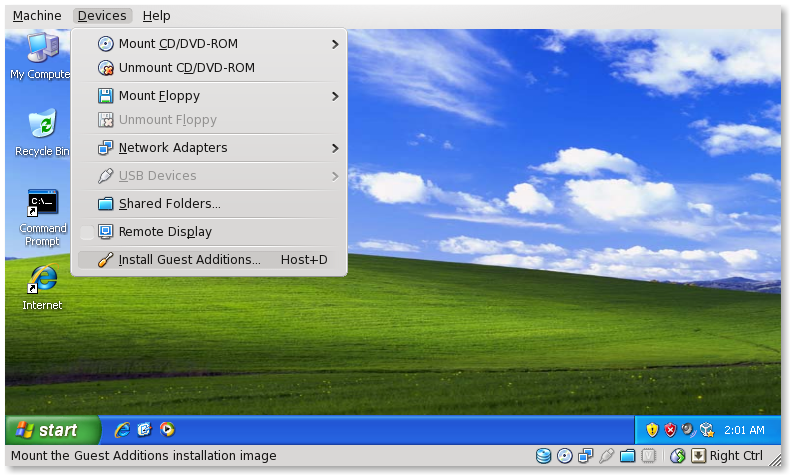 Machine Devices Help
Mount CD/DVD-ROM
Unmount CD/DVD-ROM
Mount Floppy
Unmount Floppy
Network Adapters
USB Devices
Shared Folders...
Remote Display
Install Guest Additions... Host+D
My Compute
Recycle Bin
C:\
Command
Prompt
Internet
start
2:01 AM
Mount the Guest Additions installation image
Right Ctrl